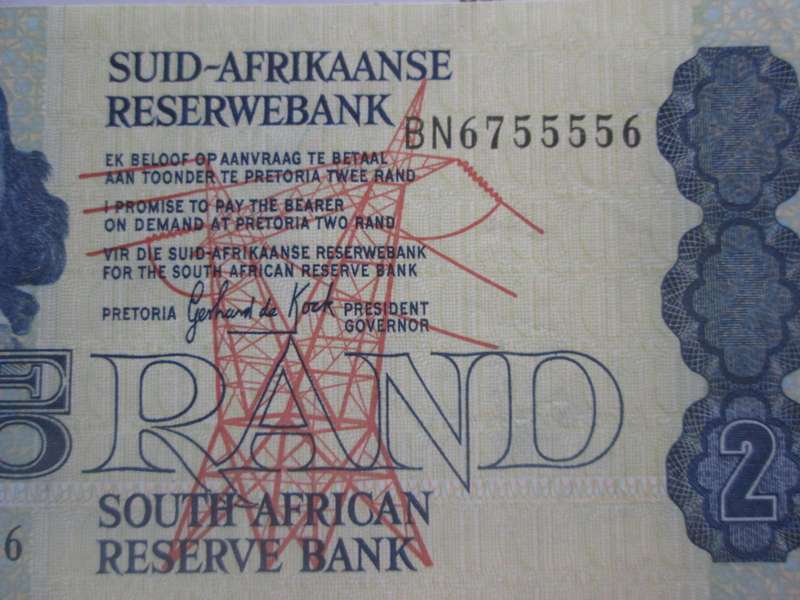 SUID-AFRIKAANSE
RESERWEBANK
BN6755556
EK BELOOF OP AANVRAAG TE BETAAL
AAN TOONDER TE PRETORIA TWEE RAND
I PROMISE TO PAY THE BEARER
ON DEMAND AT PRETORIA TWO RAND
VIR DIE SUID-AFRIKAANSE RESERWEBANK
FOR THE SOUTH AFRICAN RESERVE BANK
PRETORIA Gerhard de Kock PRESIDENT
GOVERNOR
RAND
2
SOUTH AFRICAN
RESERVE BANK
6